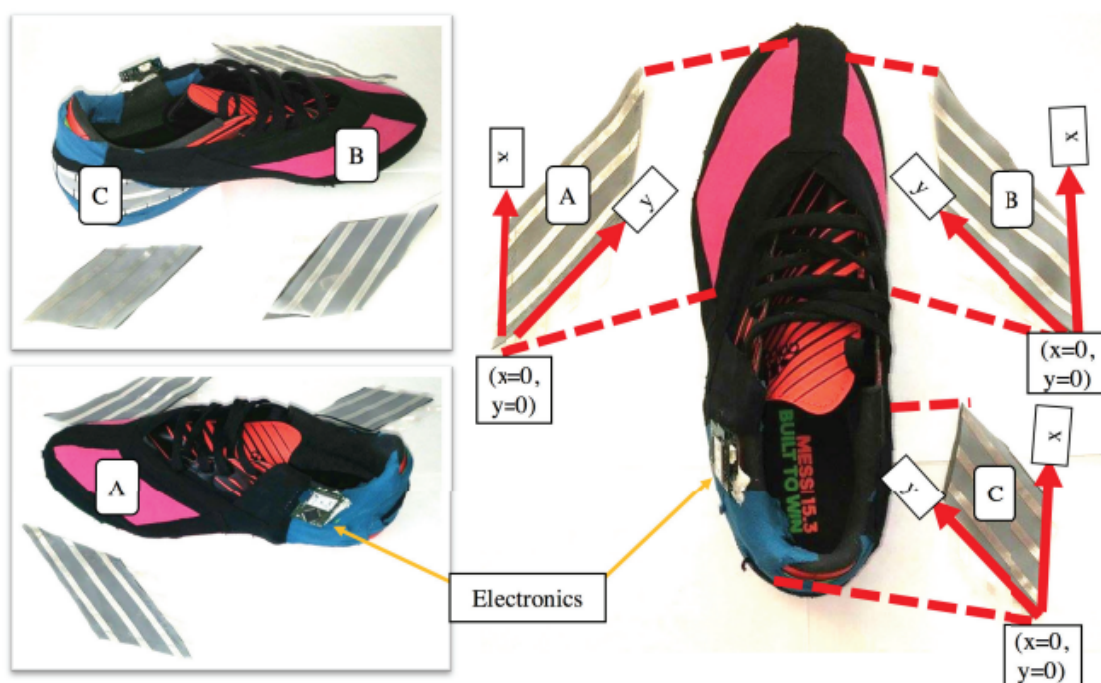 C
B
A
Electronics
x
A
y
(x=0,
y=0)
y
B
x
(x=0,
y=0)
MESSI 15.3
BUILT TO WIN
y
C
x
(x=0,
y=0)